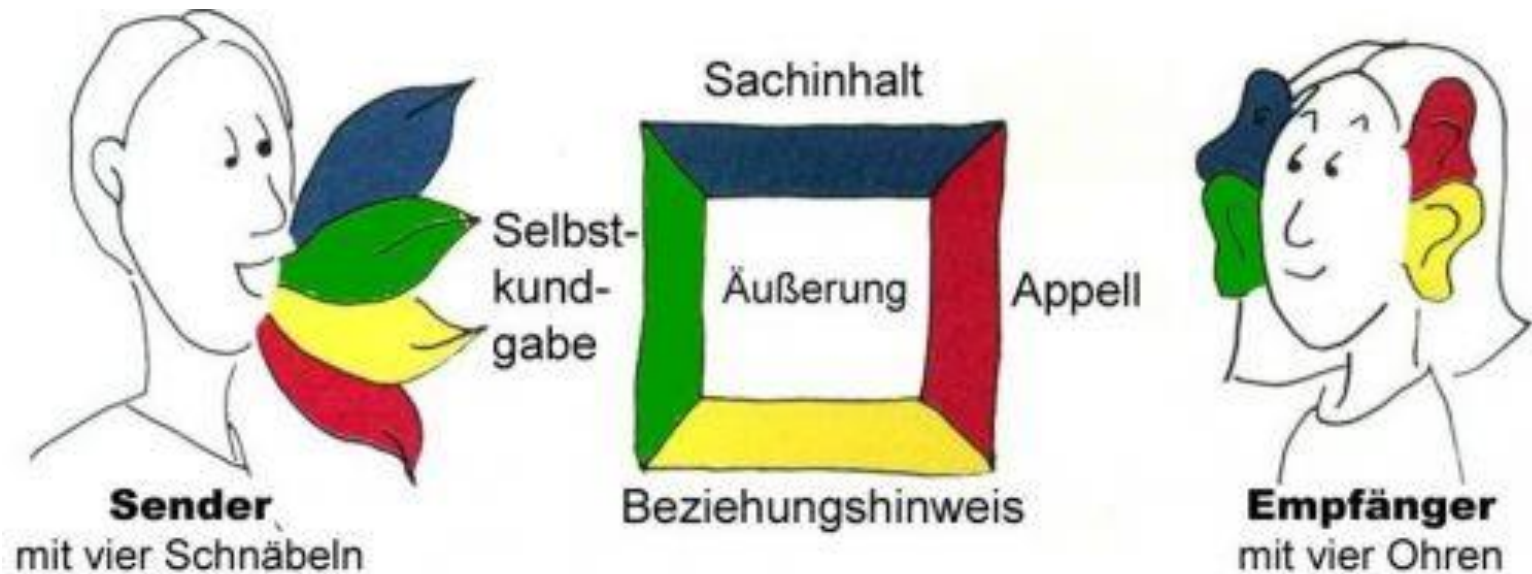 Sachinhalt
Selbst-
kund-
gabe
Äußerung
Appell
Beziehungshinweis
Sender
mit vier Schnäbeln
Empfänger
mit vier Ohren